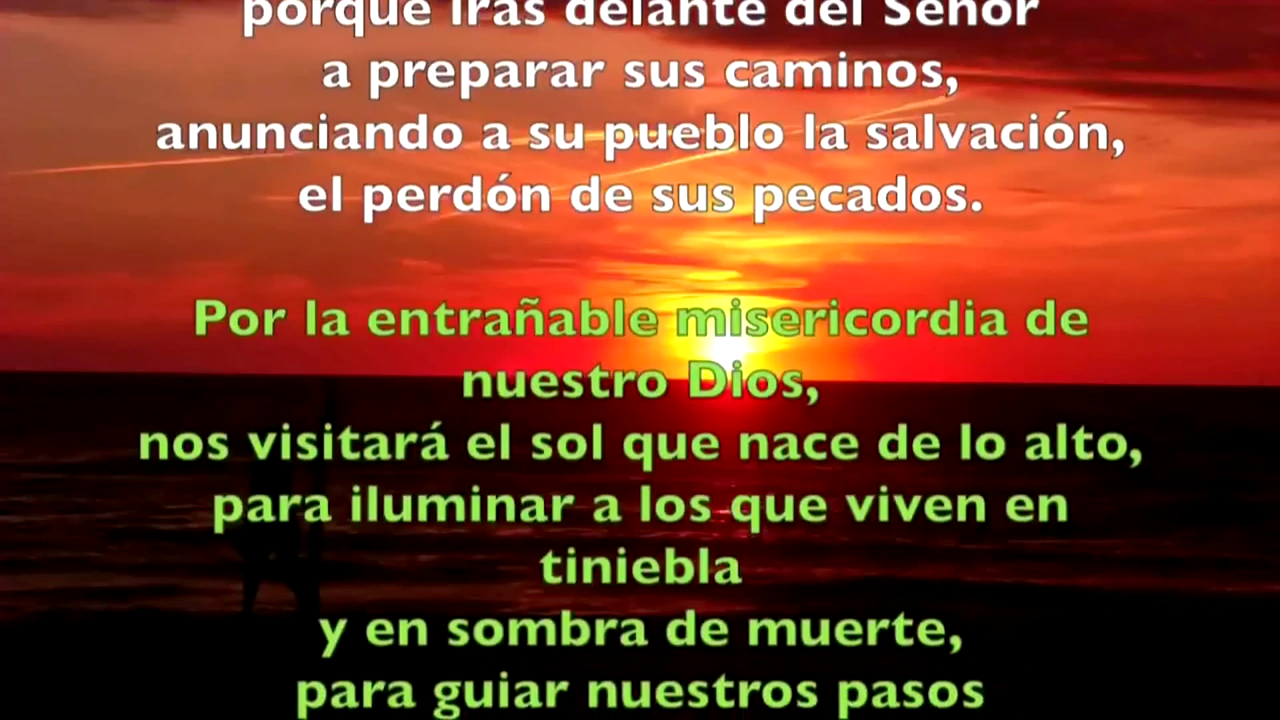 porque irás delante del Señor
a preparar sus caminos,
anunciando a su pueblo la salvación,
el perdón de sus pecados.
Por la entrañable misericordia de
nuestro Dios,
nos visitará el sol que nace de lo alto,
para iluminar a los que viven en
tiniebla
y en sombra de muerte,
para guiar nuestros pasos